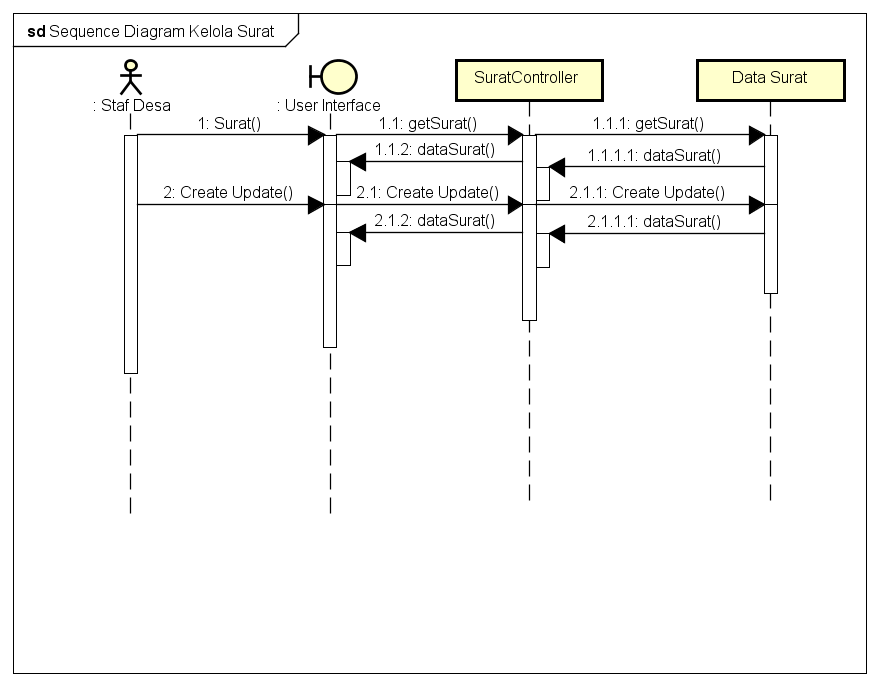 sd Sequence Diagram Kelola Surat
: Staf Desa
: User Interface
SuratController
Data Surat
1: Surat()
1.1: getSurat()
1.1.1: getSurat()
1.1.2: dataSurat()
1.1.1.1: dataSurat()
2: Create Update()
2.1: Create Update()
2.1.1: Create Update()
2.1.2: dataSurat()
2.1.1.1: dataSurat()